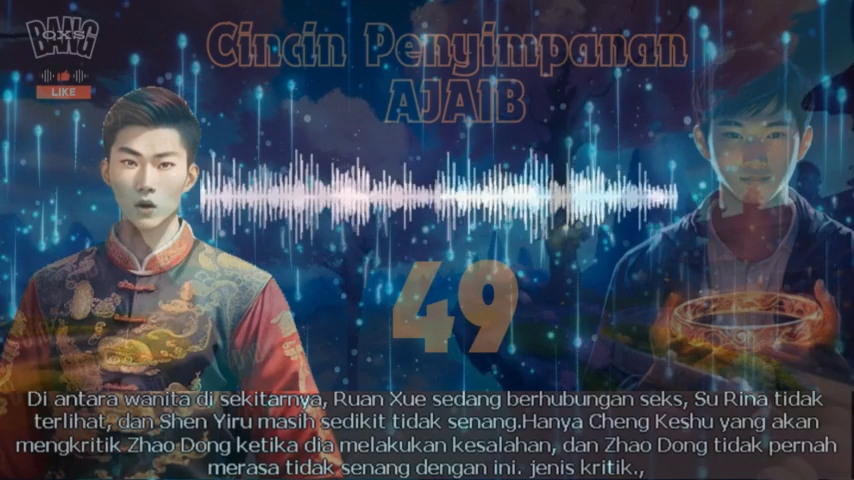 BANG
OXS
LIKE
Cincin Penyimpanan
AJAIB
49
Di antara wanita di sekitarnya, Ruan Xue sedang berhubungan seks, Su Rina tidak
terlihat, dan Shen Yiru masih sedikit tidak senang.Hanya Cheng Keshu yang akan
mengkritik Zhao Dong ketika dia melakukan kesalahan, dan Zhao Dong tidak pernah
merasa tidak senang dengan ini. jenis kritik.,